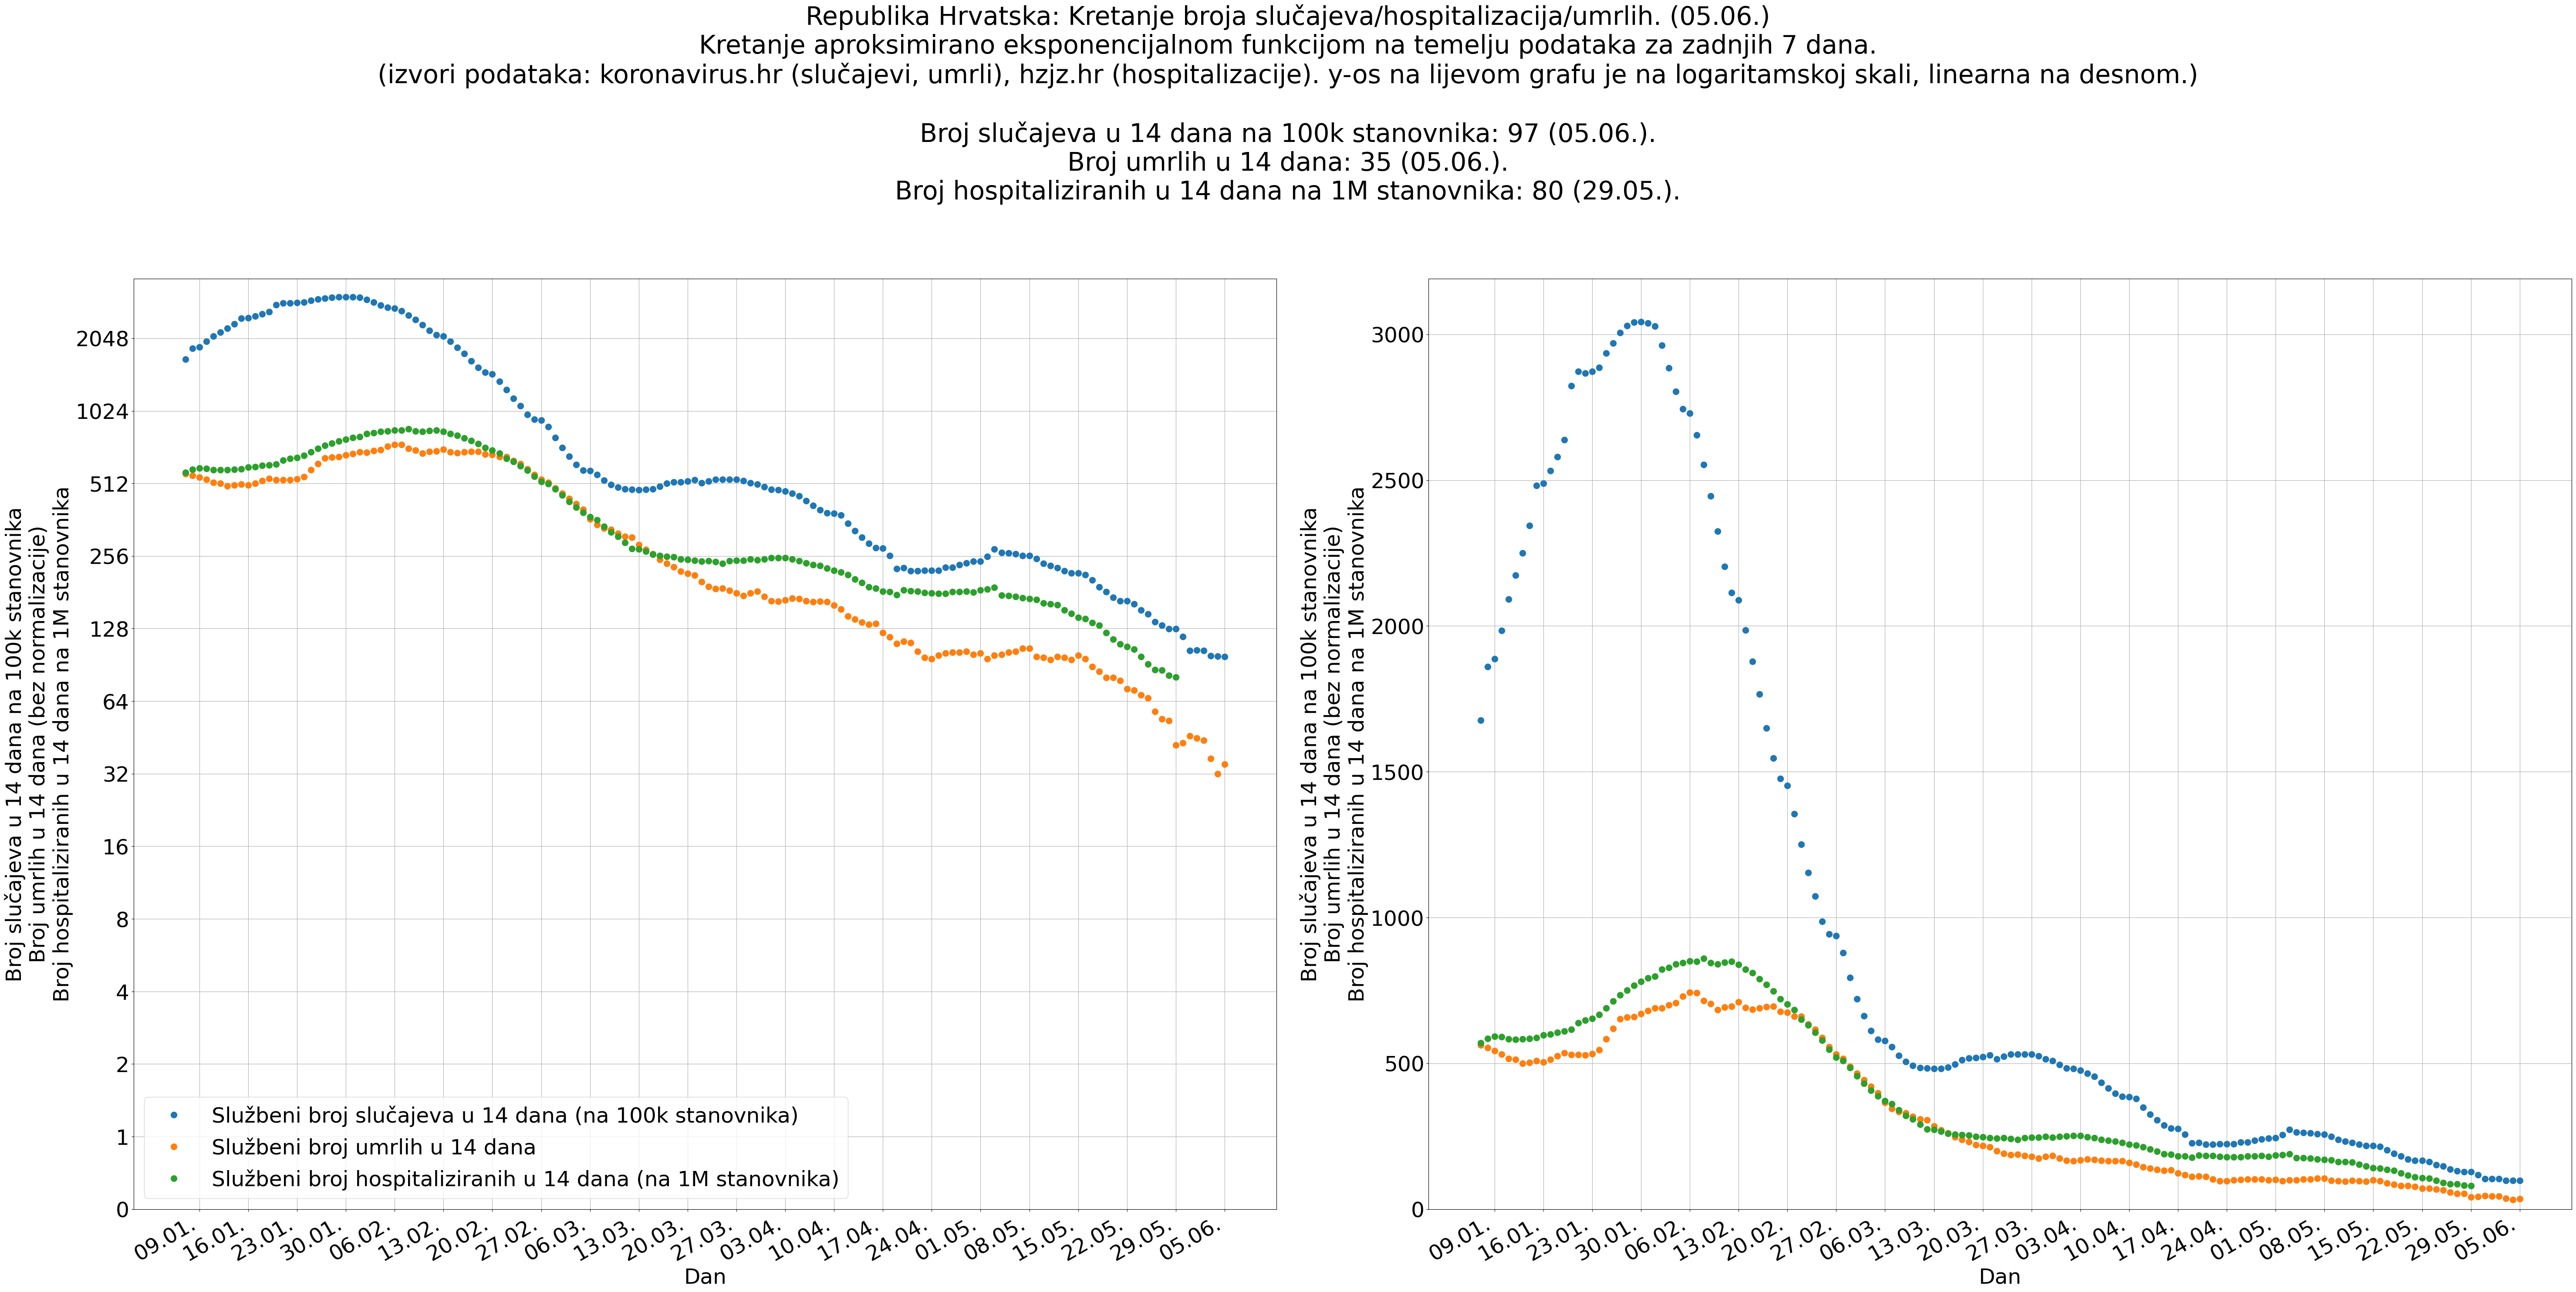 Republika Hrvatska: Kretanje broja slučajeva/hospitalizacija/umrlih. (05.06.)
Kretanje aproksimirano eksponencijalnom funkcijom na temelju podataka za zadnjih 7 dana.
(izvori podataka: koronavirus.hr (slučajevi, umrli), hzjz.hr (hospitalizacije). y-os na lijevom grafu je na logaritamskoj skali, linearna na desnom.)
Broj slučajeva u 14 dana na 100k stanovnika: 97 (05.06.).
Broj umrlih u 14 dana: 35 (05.06.).
Broj hospitaliziranih u 14 dana na 1M stanovnika: 80 (29.05.).
Broj slučajeva u 14 dana na 100k stanovnika
Broj umrlih u 14 dana (bez normalizacije)
Broj hospitaliziranih u 14 dana na 1M stanovnika
2048
1024
512
256
128
64
32
16
8
4
2
1
0
Službeni broj slučajeva u 14 dana (na 100k stanovnika)
Službeni broj umrlih u 14 dana
Službeni broj hospitaliziranih u 14 dana (na 1M stanovnika)
09.01. 16.01. 23.01. 30.01. 06.02. 13.02. 20.02. 27.02. 06.03. 13.03. 20.03. 27.03. 03.04. 10.04. 17.04. 24.04. 01.05. 08.05. 15.05. 22.05. 29.05. 05.06.
Dan
Broj slučajeva u 14 dana na 100k stanovnika
Broj umrlih u 14 dana (bez normalizacije)
Broj hospitaliziranih u 14 dana na 1M stanovnika
3000
2500
2000
1500
1000
500
0
09.01. 16.01. 23.01. 30.01. 06.02. 13.02. 20.02. 27.02. 06.03. 13.03. 20.03. 27.03. 03.04. 10.04. 17.04. 24.04. 01.05. 08.05. 15.05. 22.05. 29.05. 05.06.
Dan